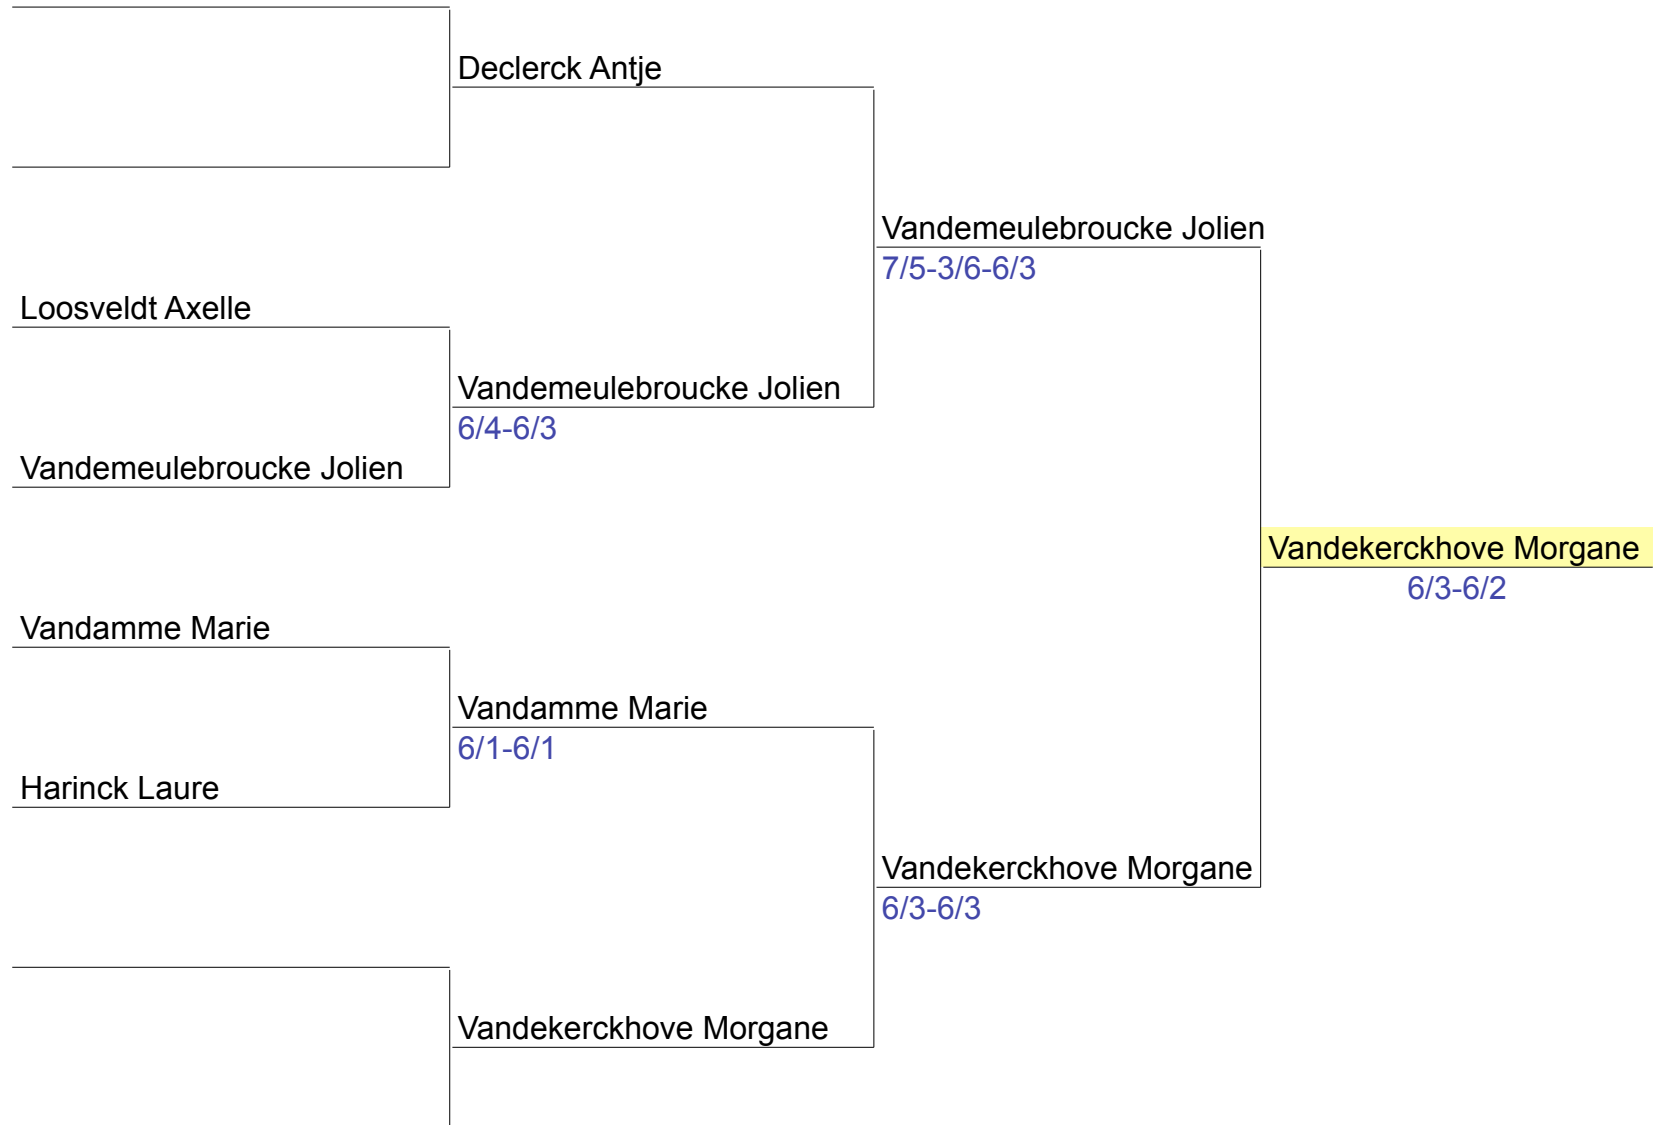 Declerck Antje
Vandemeulebroucke Jolien
7/5-3/6-6/3
Loosveldt Axelle
Vandemeulebroucke Jolien
6/4-6/3
Vandemeulebroucke Jolien
Vandekerckhove Morgane
6/3-6/2
Vandamme Marie
Vandamme Marie
6/1-6/1
Harinck Laure
Vandekerckhove Morgane
6/3-6/3
Vandekerckhove Morgane